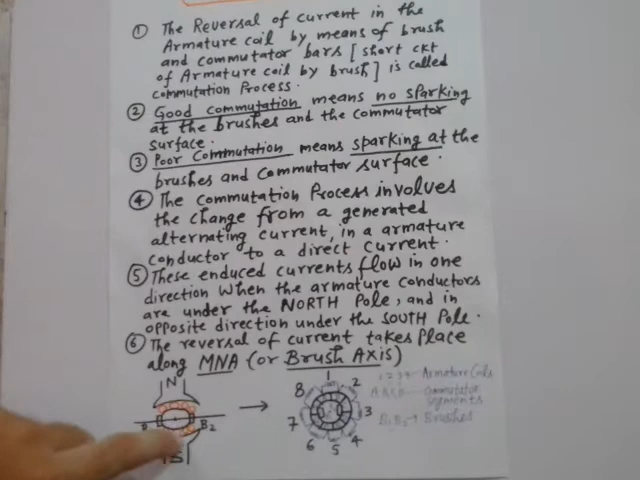 ① The Reversal of current in the
Armature coil by means of brush
and commutator bars [short ckt
of Armature coil by brush] is called
commutation Process.
② Good commutation means no sparking
at the brushes and the commutator
surface.
③ Poor commutation means sparking at the
brushes and commutator surface.
④ The commutation Process involves
the change from a generated
alternating current, in a armature
conductor to a direct current.
⑤ These enduced currents flow in one
direction when the armature conductors
are under the NORTH Pole, and in
opposite direction under the SOUTH Pole.
⑥ The reversal of current takes place
along MNA (or Brush Axis)
N
B2
S
1
2
3
4
5
6
7
8
Armature Coils
commutator
segments
Brushes